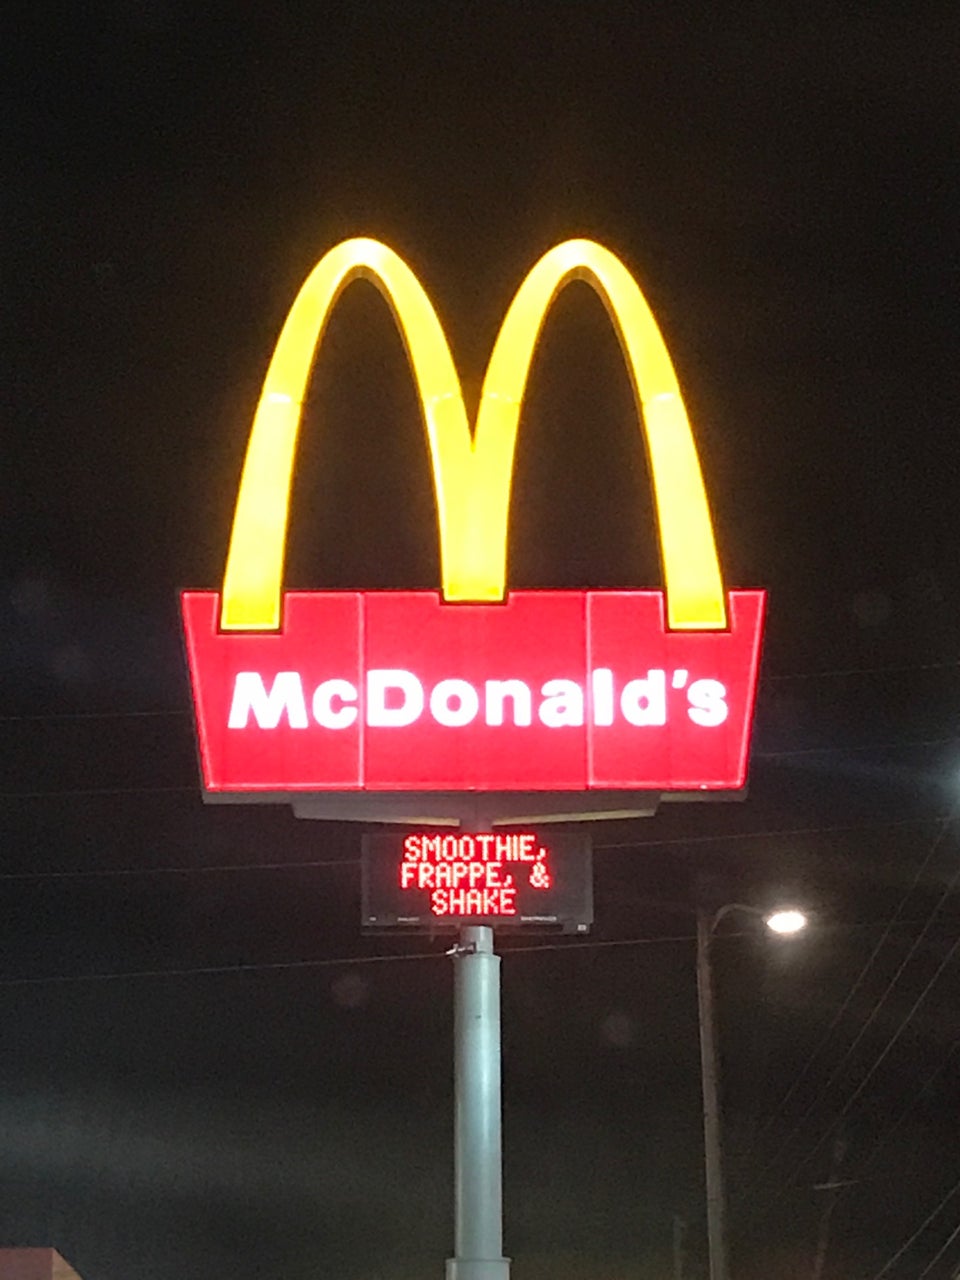 McDonald's
SMOOTHIE,
FRAPPE, &
SHAKE